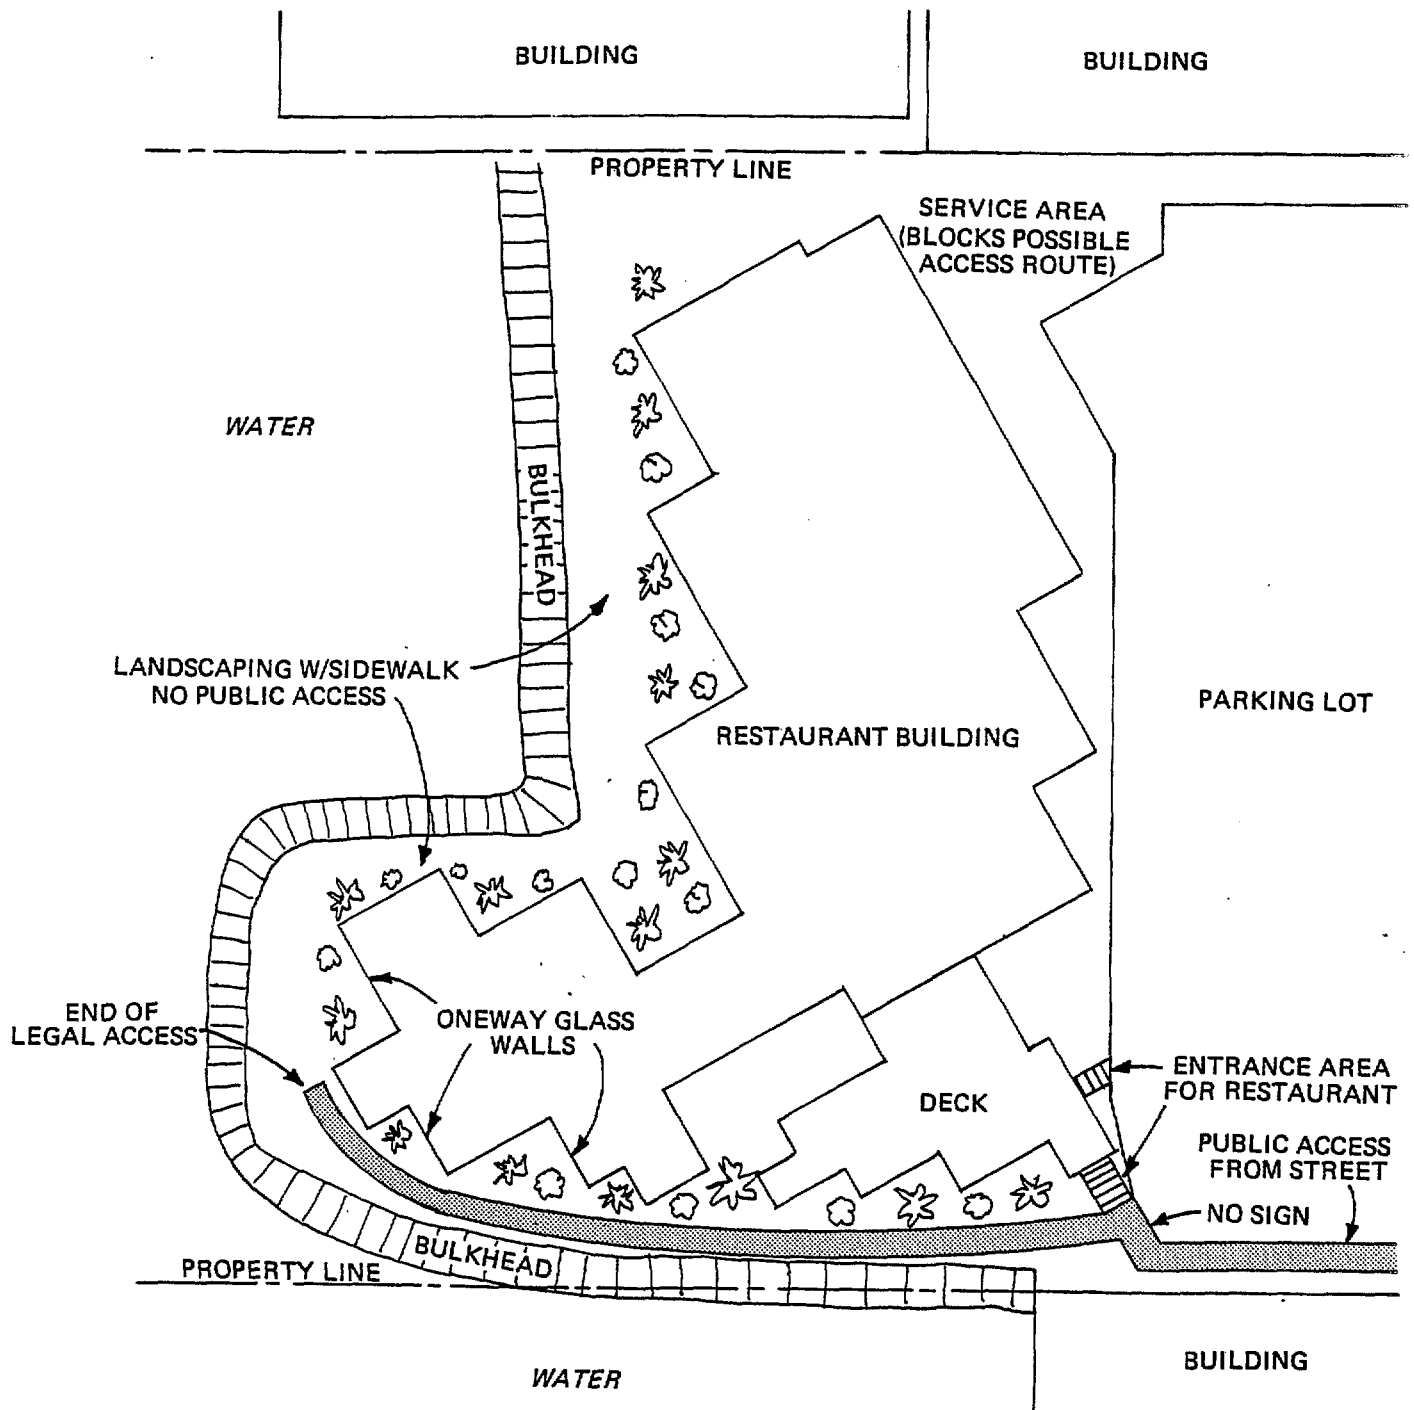 BUILDING
BUILDING
PROPERTY LINE
SERVICE AREA
(BLOCKS POSSIBLE
ACCESS ROUTE)
WATER
BULKHEAD
LANDSCAPING W/SIDEWALK
NO PUBLIC ACCESS
PARKING LOT
RESTAURANT BUILDING
END OF
LEGAL ACCESS
ONEWAY GLASS
WALLS
ENTRANCE AREA
FOR RESTAURANT
DECK
PUBLIC ACCESS
FROM STREET
NO SIGN
BULKHEAD
PROPERTY LINE
WATER
BUILDING